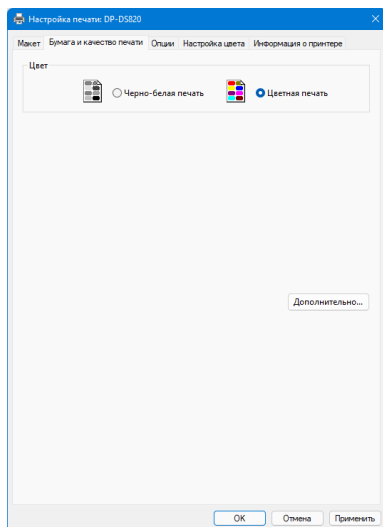 Настройка печати: DP-DS820
Макет Бумага и качество печати Опции Настройка цвета Информация о принтере
Цвет
Черно-белая печать Цветная печать
Дополнительно...
OK Отмена Применить